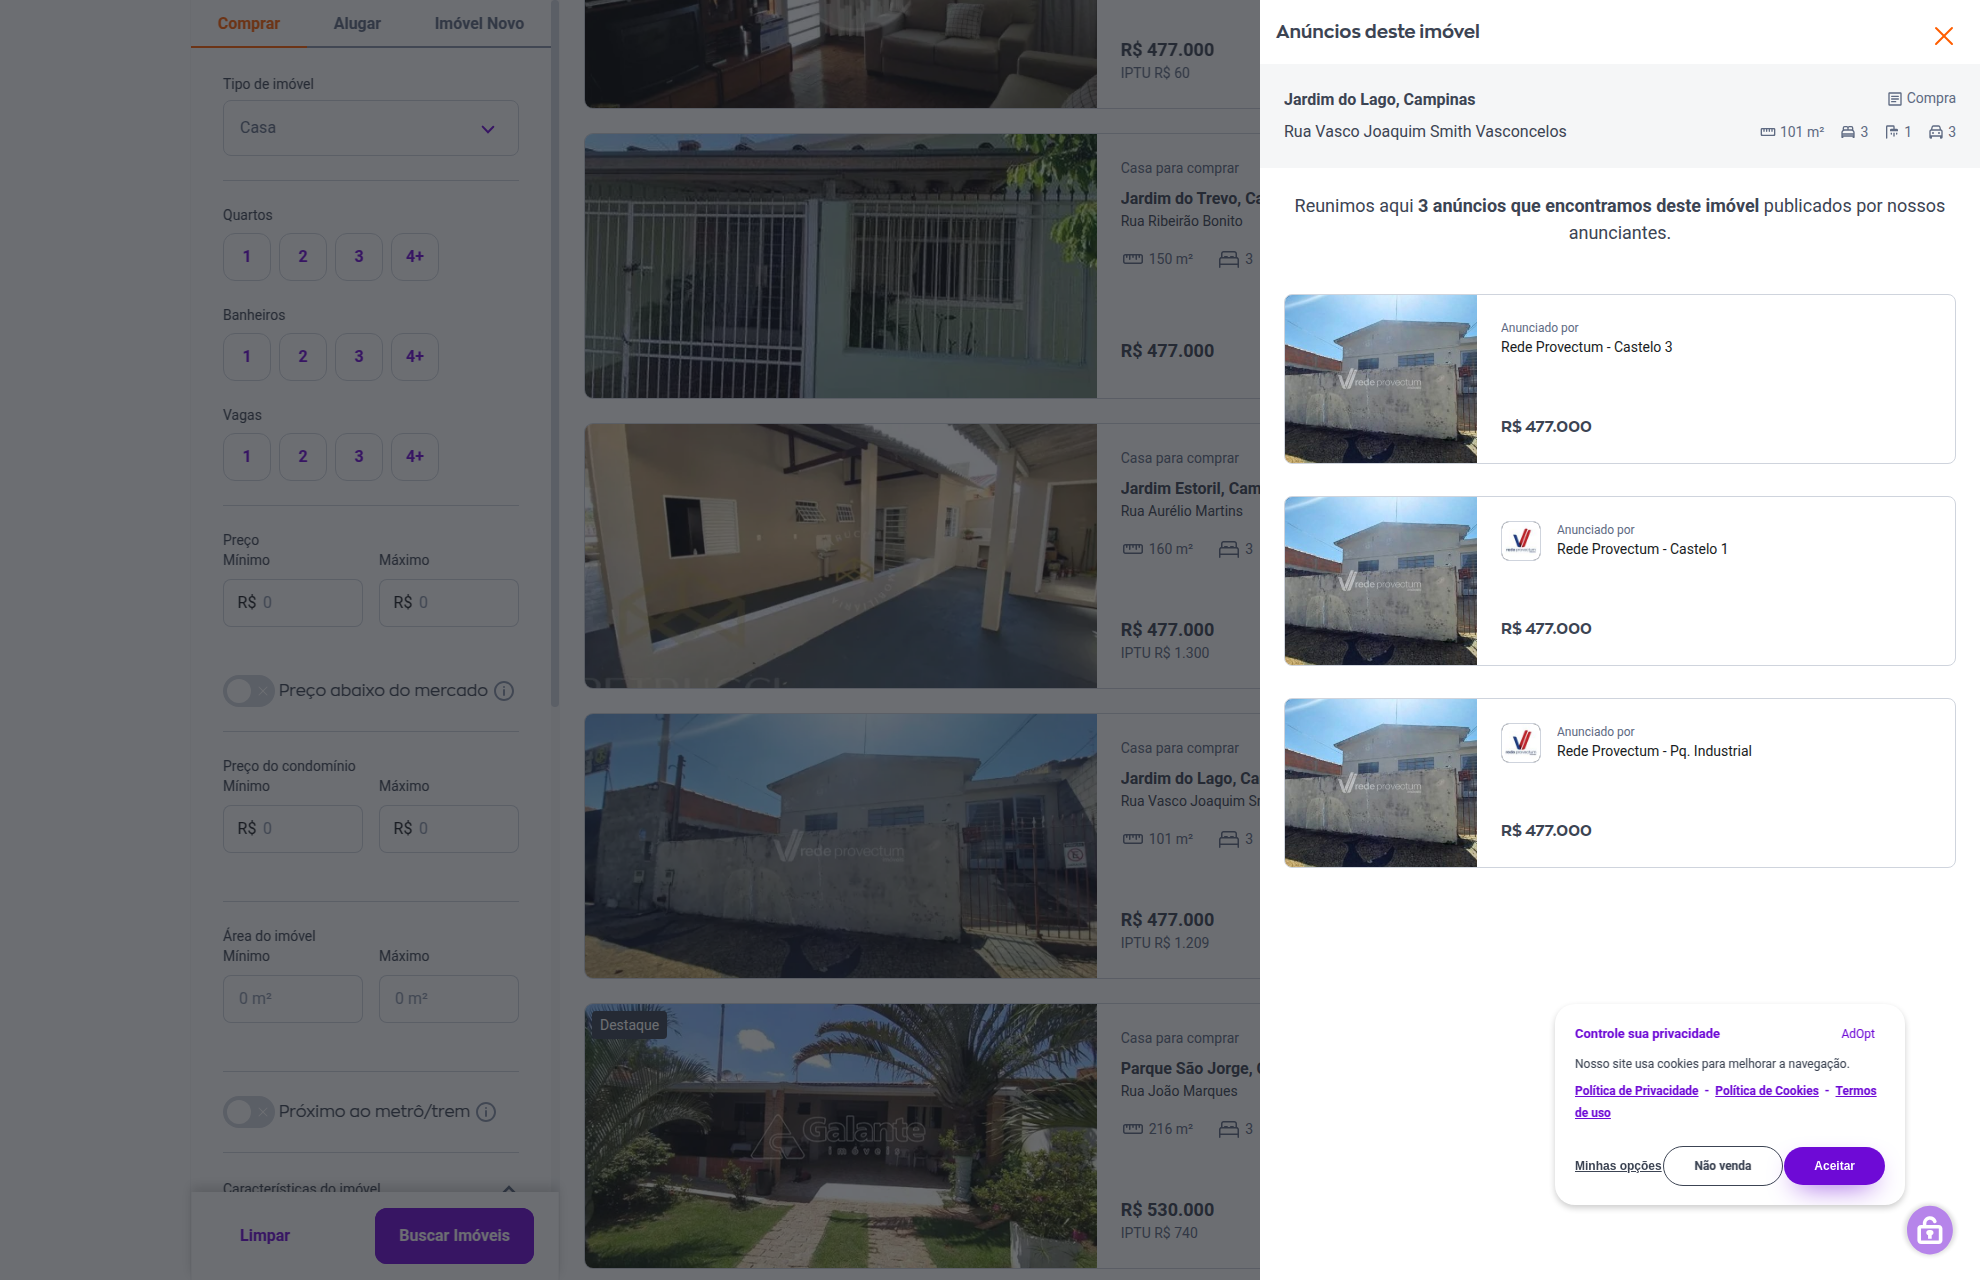 Comprar
Alugar
Imóvel Novo
Tipo de imóvel
Casa
Quartos
1
2
3
4+
Banheiros
1
2
3
4+
Vagas
1
2
3
4+
Preço
Mínimo
Máximo
R$ 0
R$ 0
Preço abaixo do mercado
Preço do condomínio
Mínimo
Máximo
R$ 0
R$ 0
Área do imóvel
Mínimo
Máximo
0 m²
0 m²
Próximo ao metrô/trem
Características do imóvel
Limpar
Buscar Imóveis
R$ 477.000
IPTU R$ 60
Casa para comprar
Jardim do Trevo, Ca
Rua Ribeirão Bonito
150 m²
3
R$ 477.000
Casa para comprar
Jardim Estoril, Cam
Rua Aurélio Martins
160 m²
3
R$ 477.000
IPTU R$ 1.300
rede provectum
Casa para comprar
Jardim do Lago, Ca
Rua Vasco Joaquim Sr
101 m²
3
R$ 477.000
IPTU R$ 1.209
Destaque
Galante
imóveis
Casa para comprar
Parque São Jorge, C
Rua João Marques
216 m²
3
R$ 530.000
IPTU R$ 740
Anúncios deste imóvel
Jardim do Lago, Campinas
Compra
Rua Vasco Joaquim Smith Vasconcelos
101 m²
3
1
3
Reunimos aqui 3 anúncios que encontramos deste imóvel publicados por nossos
anunciantes.
rede provectum
Anunciado por
Rede Provectum - Castelo 3
R$ 477.000
rede provectum
Anunciado por
Rede Provectum - Castelo 1
R$ 477.000
rede provectum
Anunciado por
Rede Provectum - Pq. Industrial
R$ 477.000
Controle sua privacidade
AdOpt
Nosso site usa cookies para melhorar a navegação.
Política de Privacidade - Política de Cookies - Termos
de uso
Minhas opções
Não venda
Aceitar